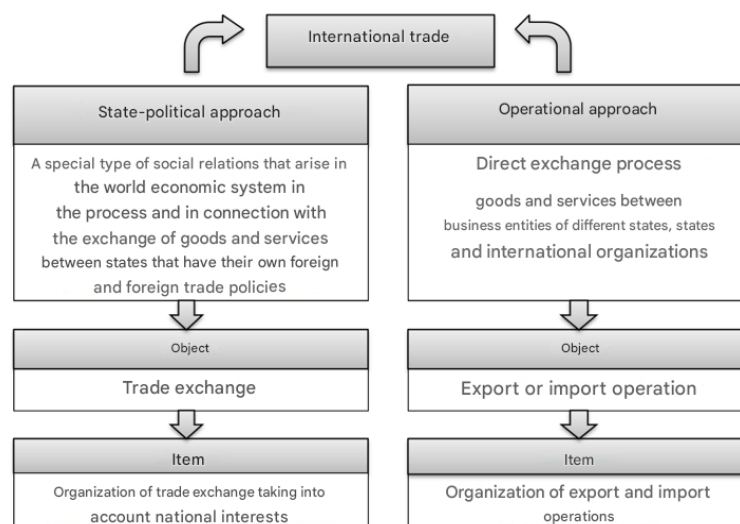 International trade
State-political approach
A special type of social relations that arise in
the world economic system in
the process and in connection with
the exchange of goods and services
between states that have their own foreign
and foreign trade policies
Object
Trade exchange
Item
Organization of trade exchange taking into
account national interests
Operational approach
Direct exchange process
goods and services between
business entities of different states, states
and international organizations
Object
Export or import operation
Item
Organization of export and import
operations